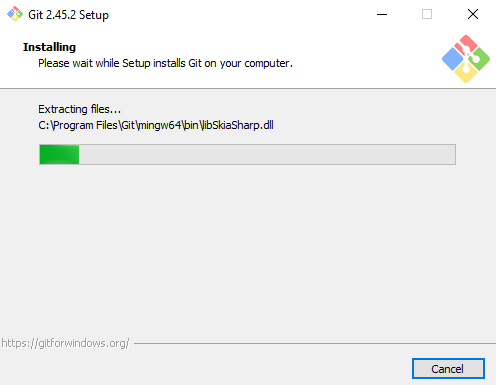 Git 2.45.2 Setup
Installing
Please wait while Setup installs Git on your computer.
Extracting files...
C:\Program Files\Git\mingw64\bin\libSkiaSharp.dll
https://gitforwindows.org/
Cancel